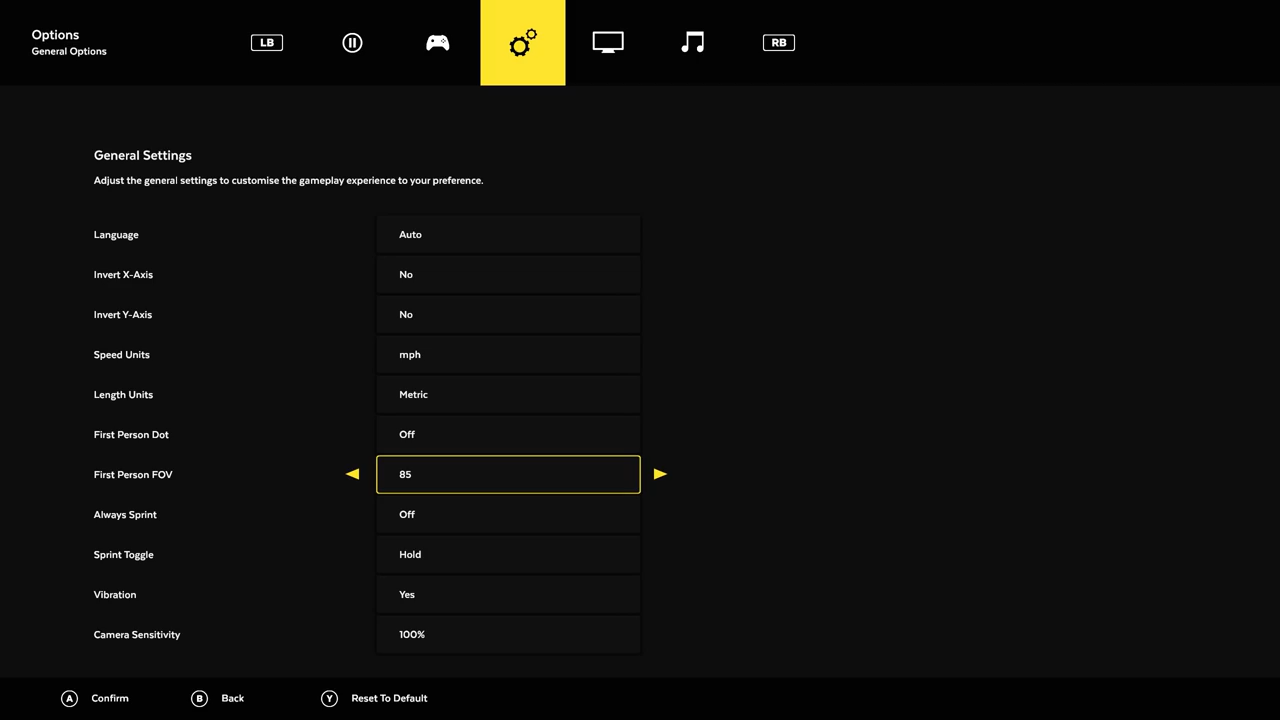 Options
General Options
LB
RB
General Settings
Adjust the general settings to customise the gameplay experience to your preference.
Language Auto
Invert X-Axis No
Invert Y-Axis No
Speed Units mph
Length Units Metric
First Person Dot Off
First Person FOV 85
Always Sprint Off
Sprint Toggle Hold
Vibration Yes
Camera Sensitivity 100%
A Confirm B Back Y Reset To Default